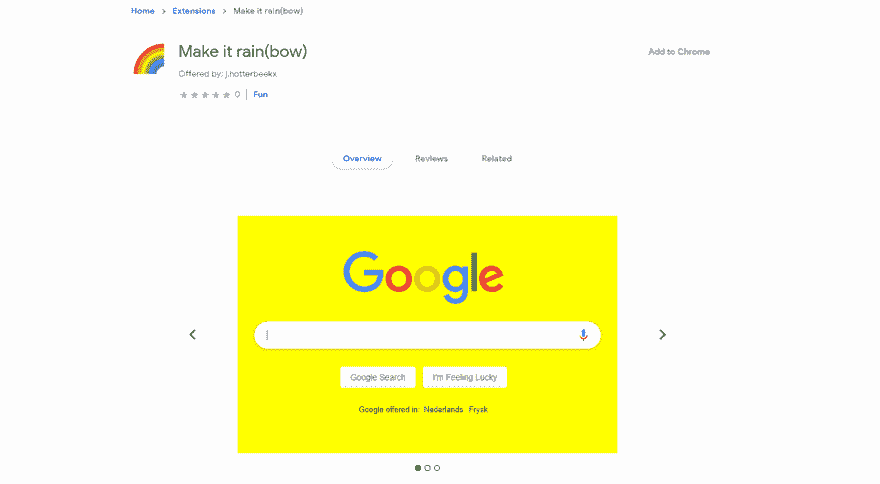 Home > Extensions > Make it rain(bow)
Make it rain(bow)
Add to Chrome
Offered by: j.hotterbeekx
0 | Fun
Overview Reviews Related
Google
Google Search I'm Feeling Lucky
Google offered in: Nederlands Frysk